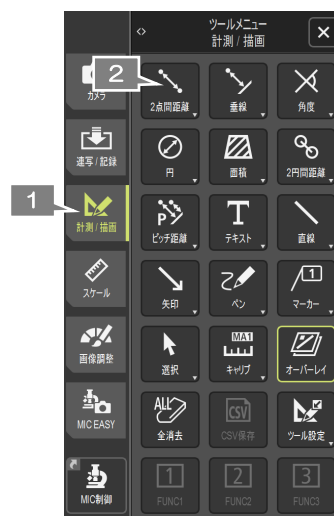 ツールメニュー
計測 / 描画
2
カメラ
連写 / 記録
1
計測 / 描画
スケール
画像調整
MIC EASY
MIC制御
2点間距離
垂線
角度
円
面積
2円間距離
P
ピッチ距離
T
テキスト
直線
矢印
ペン
1
マーカー
選択
MA1
キャリブ
オーバーレイ
ALL
全消去
CSV
CSV保存
ツール設定
1
FUNC1
2
FUNC2
3
FUNC3